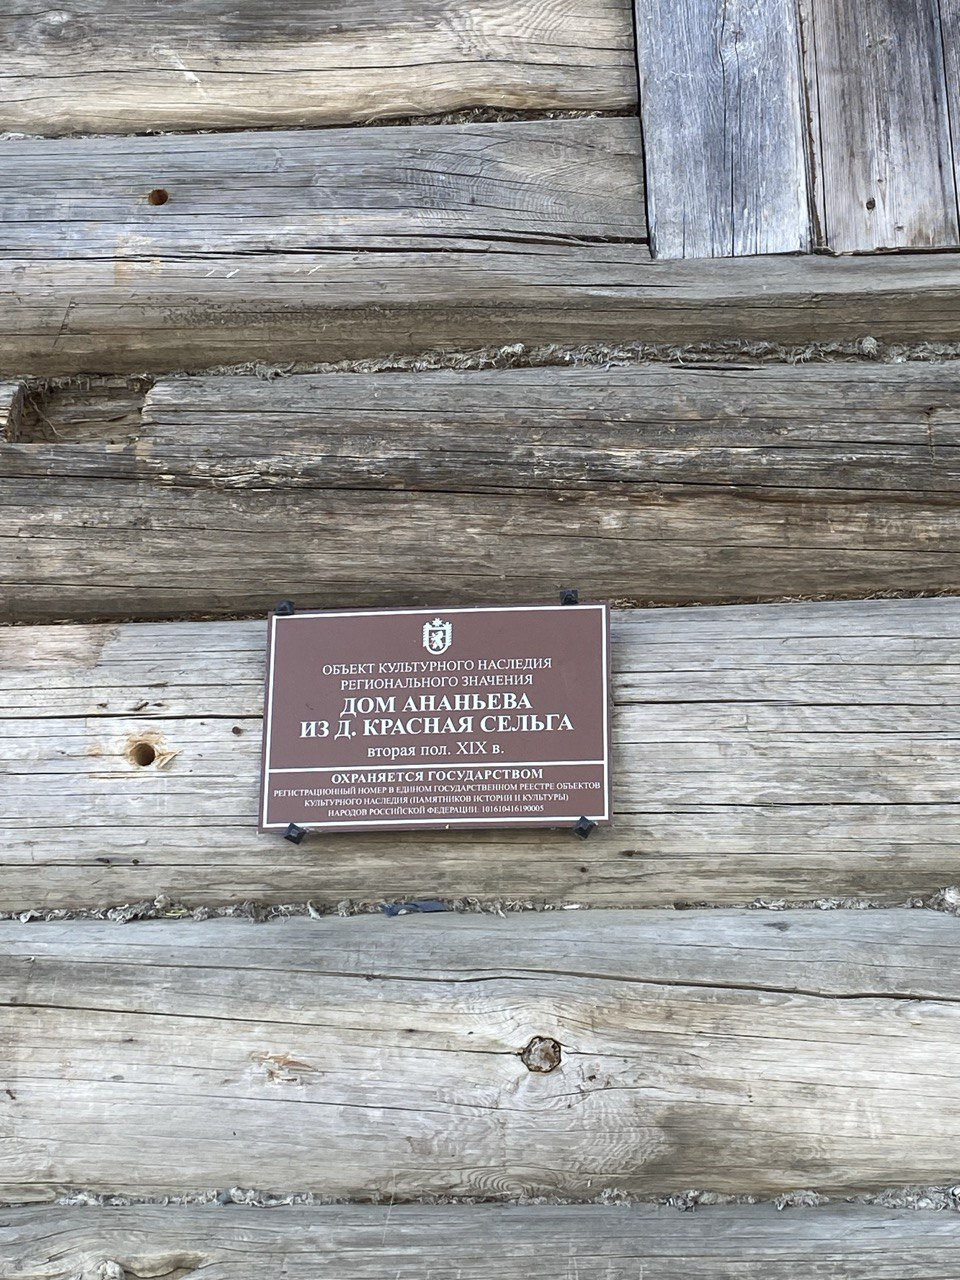 ОБЪЕКТ КУЛЬТУРНОГО НАСЛЕДИЯ
РЕГИОНАЛЬНОГО ЗНАЧЕНИЯ
ДОМ АНАНЬЕВА
ИЗ Д. КРАСНАЯ СЕЛЬГА
вторая пол. XIX в.
ОХРАНЯЕТСЯ ГОСУДАРСТВОМ
РЕГИСТРАЦИОННЫЙ НОМЕР В ЕДИНОМ ГОСУДАРСТВЕННОМ РЕЕСТРЕ ОБЪЕКТОВ
КУЛЬТУРНОГО НАСЛЕДИЯ (ПАМЯТНИКОВ ИСТОРИИ И КУЛЬТУРЫ)
НАРОДОВ РОССИЙСКОЙ ФЕДЕРАЦИИ: 101610416190005